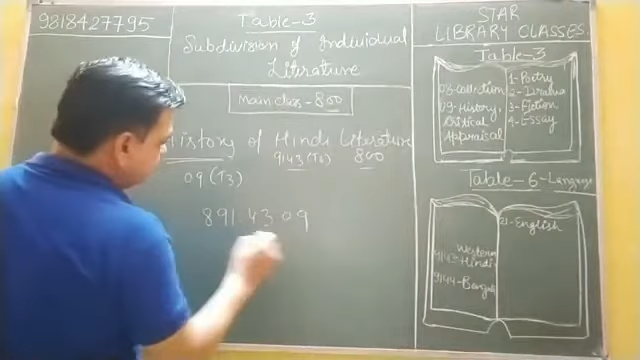 9818427795
Table-3
Subdivision of Individual
Literature
main class-800
History of Hindi Literature
9143(T6) 800
09(T3)
891.4309
STAR
LIBRARY CLASSES.
Table-3
08-collection
09-History,
Critical
Appraisal
1-Poetry
2-Drama
3-Fiction
4-Essay
Table-6-Language
Western
Hindi
9144-Bengali
21-English